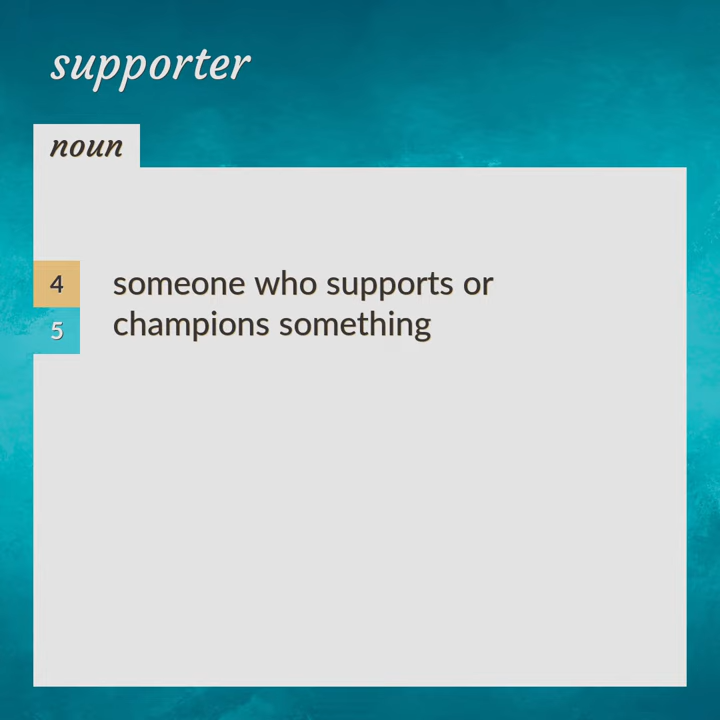 supporter
noun
4
5
someone who supports or
champions something